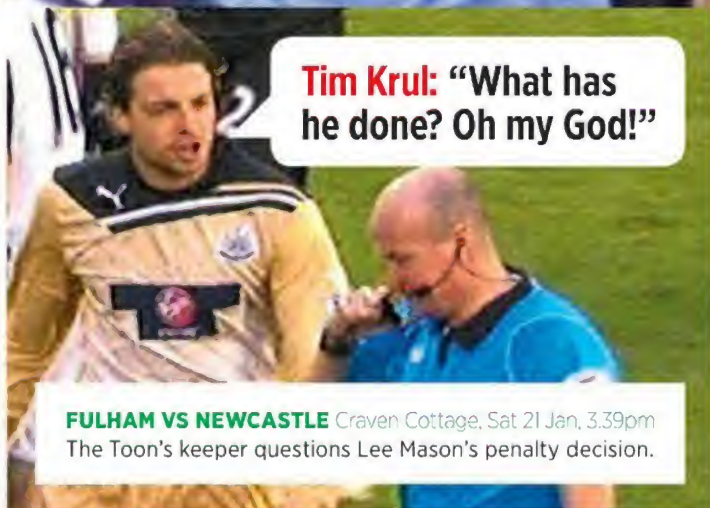 Tim Krul: “What has
he done? Oh my God!”
FULHAM VS NEWCASTLE Craven Cottage, Sat 21 Jan, 3.39pm
The Toon’s keeper questions Lee Mason’s penalty decision.